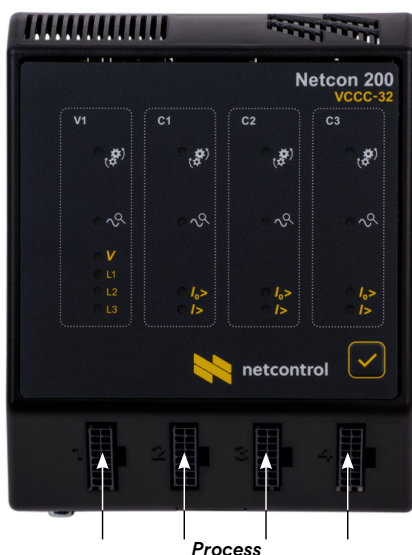 Netcon 200
VCCC-32
V1 C1 C2 C3
V
L1
L2 I₀> I₀> I₀>
L3 I> I> I>
netcontrol
1 2 3 4
Process